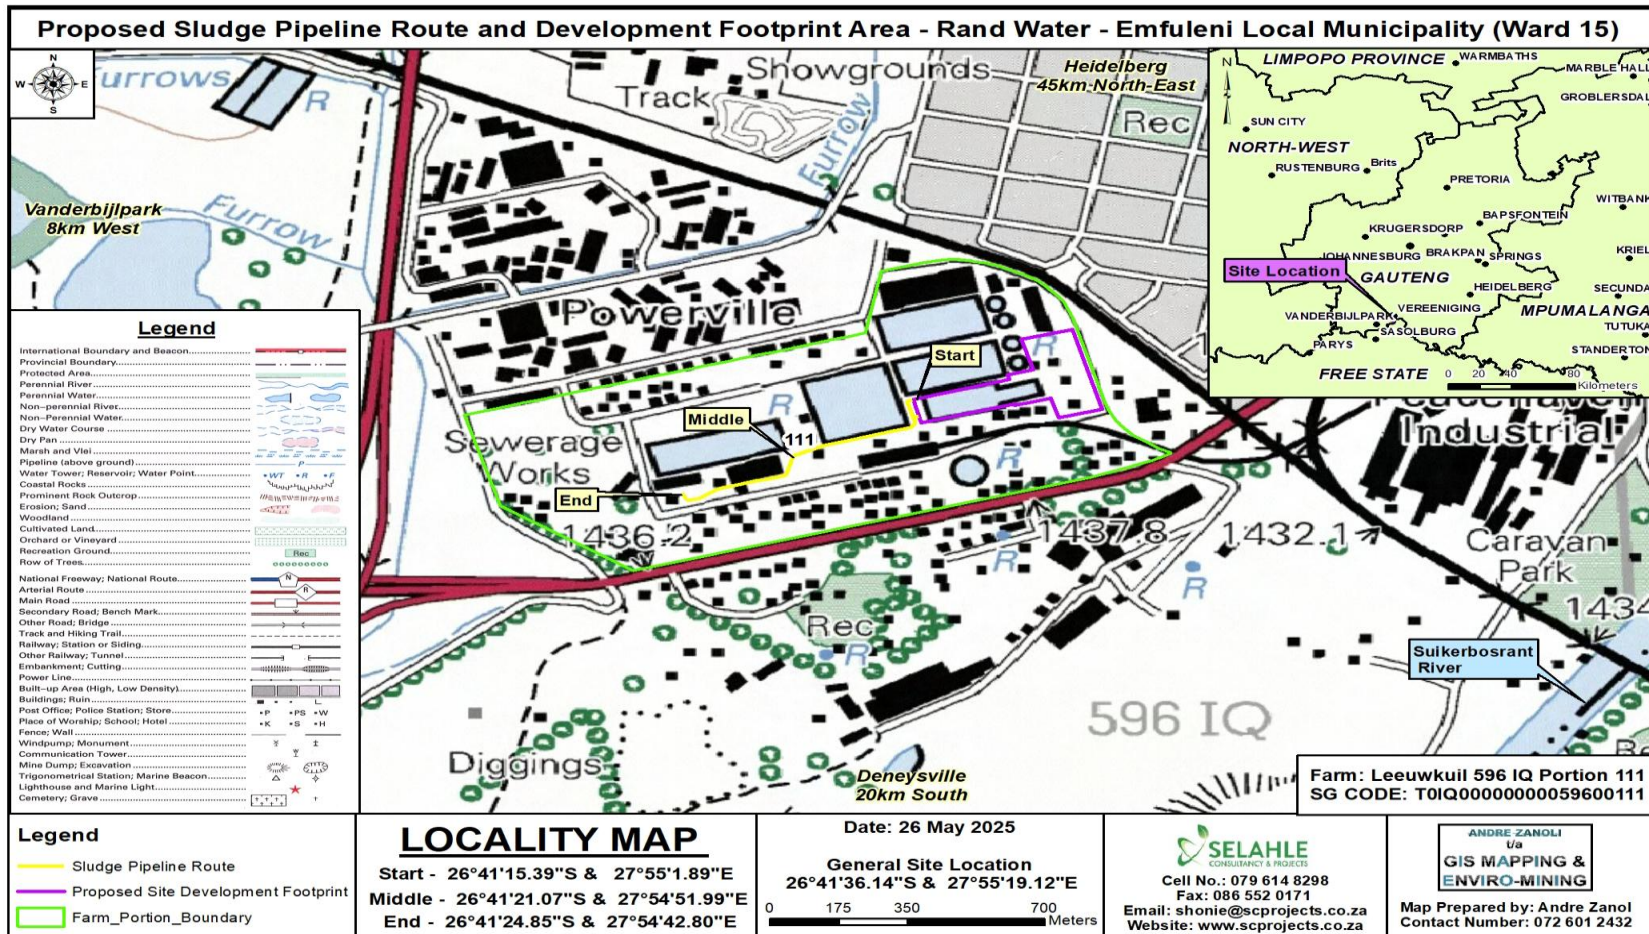 Proposed Sludge Pipeline Route and Development Footprint Area - Rand Water - Emfuleni Local Municipality (Ward 15)
N
W
E
S
Furrows
R
Showgrounds
Track
Furrow
Heidelberg
45km North-East
Rec
Vanderbijlpark
8km West
Furrow
Powerville
R
Start
Middle
111
R
Sewerage
Works
End
R
1436.2
1437.8
1432.1
R
R
Industrial
Caravan
Park
1434
Rec
R
Suikerbosrant
River
596 IQ
Diggings
Deneysville
20km South
N
LIMPOPO PROVINCE
WARMBATHS
MARBLE HALL
GROBLERSDAL
SUN CITY
NORTH-WEST
RUSTENBURG
Brits
PRETORIA
WITBANK
BAPSFONTEIN
KRUGERSDORP
JOHANNESBURG
BRAKPAN
SPRINGS
KRIEL
Site Location
GAUTENG
HEIDELBERG
SECUNDA
VEREENIGING
MPUMALANGA
VANDERBIJLPARK
SASOLBURG
TUTUKA
PARYS
STANDERTON
FREE STATE
0 20 40 80
Kilometers
Legend
International Boundary and Beacon
Provincial Boundary
Protected Area
Perennial River
Perennial Water
Non-perennial River
Non-Perennial Water
Dry Water Course
Dry Pan
Marsh and Vlei
Pipeline (above ground) P
Water Tower; Reservoir; Water Point WT R F
Coastal Rocks
Prominent Rock Outcrop
Erosion; Sand
Woodland
Cultivated Land
Orchard or Vineyard
Recreation Ground Rec
Row of Trees
National Freeway; National Route N
Arterial Route R
Main Road
Secondary Road; Bench Mark
Other Road; Bridge
Track and Hiking Trail
Railway; Station or Siding
Other Railway; Tunnel
Embankment; Cutting
Power Line
Built-up Area (High, Low Density)
Buildings; Ruin
Post Office; Police Station; Store P PS W
Place of Worship; School; Hotel K S H
Fence; Wall
Windpump; Monument
Communication Tower
Mine Dump; Excavation
Trigonometrical Station; Marine Beacon
Lighthouse and Marine Light
Cemetery; Grave
Farm: Leeuwkuil 596 IQ Portion 111
SG CODE: T0IQ00000000059600111
Legend
Sludge Pipeline Route
Proposed Site Development Footprint
Farm_Portion_Boundary
LOCALITY MAP
Start - 26°41'15.39"S & 27°55'1.89"E
Middle - 26°41'21.07"S & 27°54'51.99"E
End - 26°41'24.85"S & 27°54'42.80"E
Date: 26 May 2025
General Site Location
26°41'36.14"S & 27°55'19.12"E
0 175 350 700
Meters
SELAHLE
CONSULTANCY & PROJECTS
Cell No.: 079 614 8298
Fax: 086 552 0171
Email: shonie@scprojects.co.za
Website: www.scprojects.co.za
ANDRE ZANOLI
t/a
GIS MAPPING &
ENVIRO-MINING
Map Prepared by: Andre Zanol
Contact Number: 072 601 2432